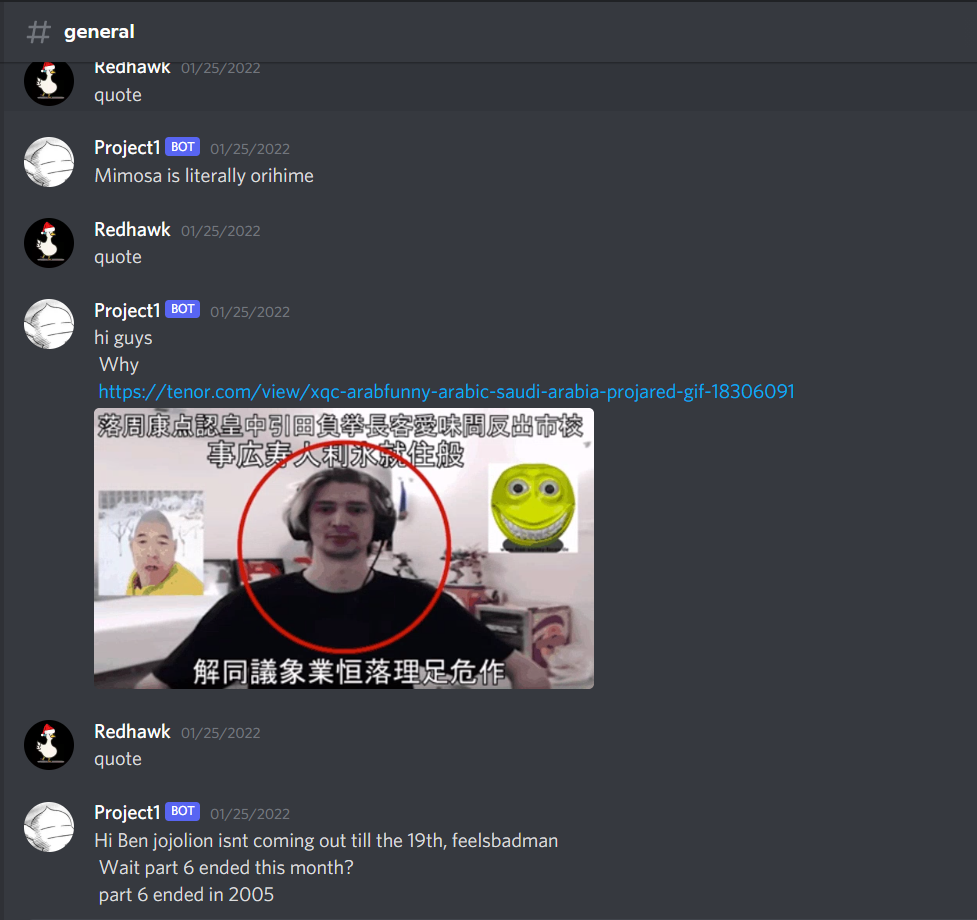 general
Redhawk 01/25/2022
quote
Project1 BOT 01/25/2022
Mimosa is literally orihime
Redhawk 01/25/2022
quote
Project1 BOT 01/25/2022
hi guys
Why
https://tenor.com/view/xqc-arabfunny-arabic-saudi-arabia-projared-gif-18306091
落周康点認皇中引田負挙長客愛味間反出市校
事広寿人利氷就住般
解同議象業恒落理足危作
Redhawk 01/25/2022
quote
Project1 BOT 01/25/2022
Hi Ben jojolion isnt coming out till the 19th, feelsbadman
Wait part 6 ended this month?
part 6 ended in 2005